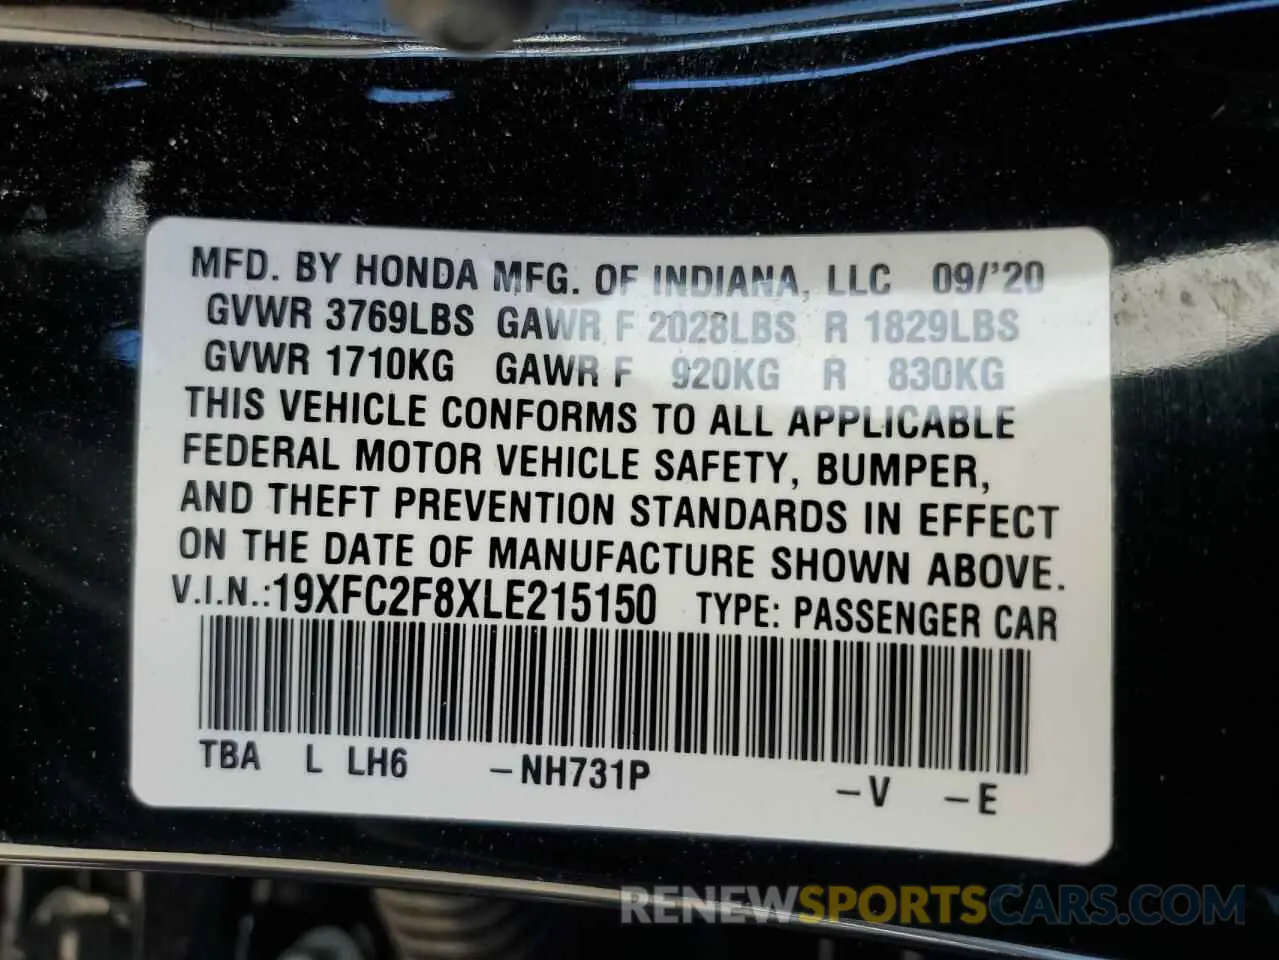 MFD. BY HONDA MFG. OF INDIANA, LLC 09/'20
GVWR 3769LBS GAWR F 2028LBS R 1829LBS
GVWR 1710KG GAWR F 920KG R 830KG
THIS VEHICLE CONFORMS TO ALL APPLICABLE
FEDERAL MOTOR VEHICLE SAFETY, BUMPER,
AND THEFT PREVENTION STANDARDS IN EFFECT
ON THE DATE OF MANUFACTURE SHOWN ABOVE.
V.I.N.:19XFC2F8XLE215150 TYPE: PASSENGER CAR
TBA L LH6 –NH731P –V –E
RENEWSPORTSCARS.COM